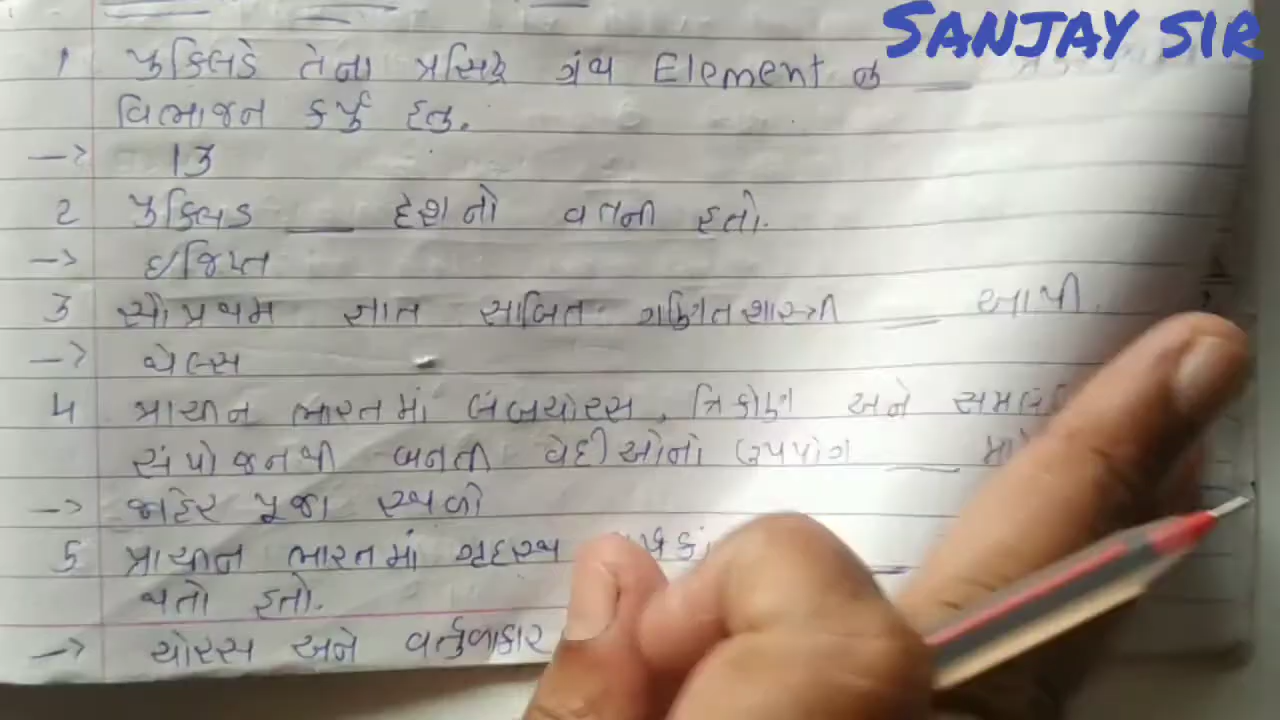 SANJAY SIR
1 યુક્લિડે તેના પ્રસિદ્ધ ગ્રંથ Element નું ___
વિભાજન કર્યું હતું.
-> 13
2 યુક્લિડ ___ દેશનો વતની હતો.
-> ઇજિપ્ત
3 સૌપ્રથમ જ્ઞાત સાબિત ગણિતશાસ્ત્રી ___ આપી.
-> થેલ્સ
4 પ્રાચીન ભારતમાં લંબચોરસ, ત્રિકોણ અને
સંયોજનથી બનતી વેદીઓનો ઉપયોગ ___
-> જાહેર પૂજા સ્થળો
5 પ્રાચીન ભારતમાં ગૃહસ્થ
થતો હતો.
-> ચોરસ અને વર્તુળાકાર